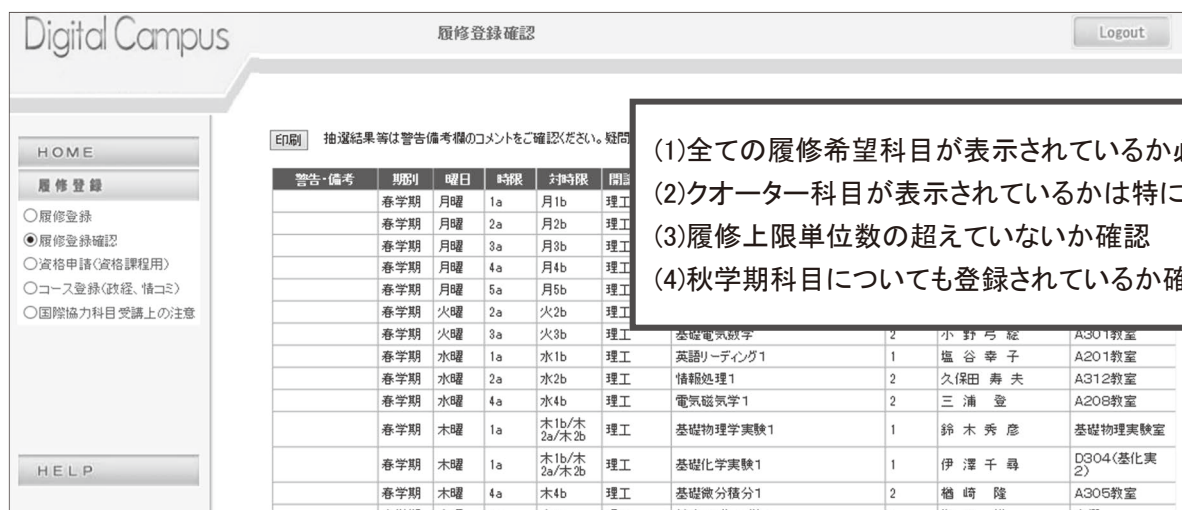 Digital Campus
履修登録確認
Logout
HOME
履修登録
○履修登録
◉履修登録確認
○資格申請(資格課程用)
○コース登録(政経、情コミ)
○国際協力科目受講上の注意
HELP
印刷 抽選結果等は警告備考欄のコメントをご確認ください。疑問
(1)全ての履修希望科目が表示されているか
(2)クオーター科目が表示されているかは特に
(3)履修上限単位数の超えていないか確認
(4)秋学期科目についても登録されているか確
警告・備考 期別 曜日 時限 対時限 開講
春学期 月曜 1a 月1b 理工
春学期 月曜 2a 月2b 理工
春学期 月曜 3a 月3b 理工
春学期 月曜 4a 月4b 理工
春学期 月曜 5a 月5b 理工
春学期 火曜 2a 火2b 理工
春学期 火曜 3a 火3b 理工 基礎電気数学 2 小野弓絵 A301教室
春学期 水曜 1a 水1b 理工 英語リーディング1 1 塩谷幸子 A201教室
春学期 水曜 2a 水2b 理工 情報処理1 2 久保田 寿夫 A312教室
春学期 水曜 4a 水4b 理工 電気磁気学1 2 三浦 登 A208教室
春学期 木曜 1a 木1b/木2a/木2b 理工 基礎物理学実験1 1 鈴木秀彦 基礎物理実験室
春学期 木曜 1a 木1b/木2a/木2b 理工 基礎化学実験1 1 伊澤千尋 D304(基化実2)
春学期 木曜 4a 木4b 理工 基礎微分積分1 2 楢崎 隆 A305教室